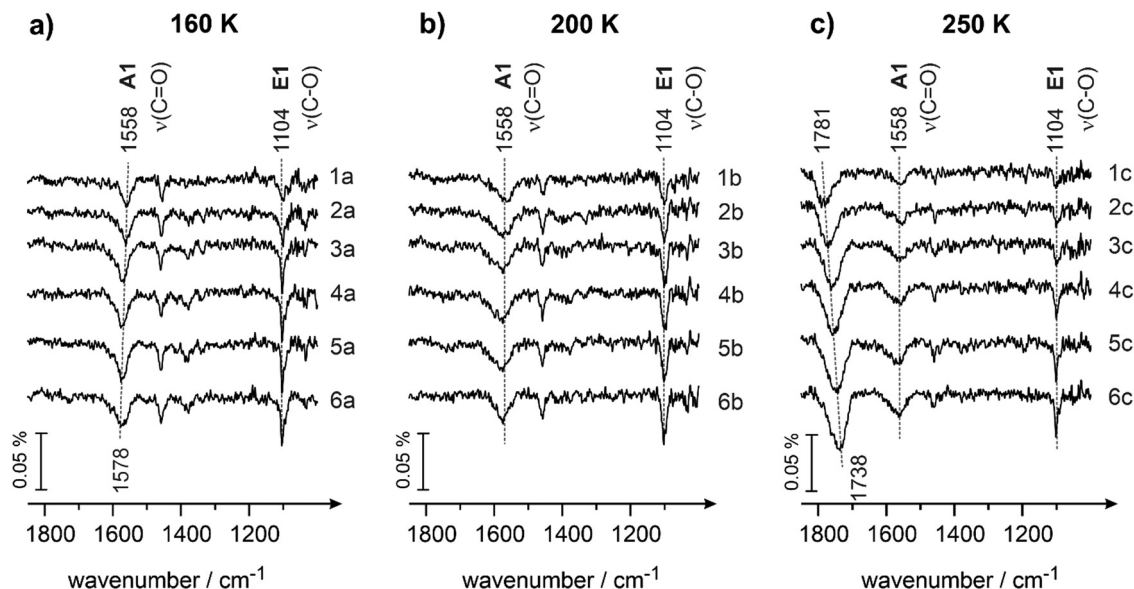 a) 160 K
1558 A1 ν(C=O)
1104 E1 ν(C-O)
1a
2a
3a
4a
5a
6a
0.05 %
1578
1800 1600 1400 1200
wavenumber / cm⁻¹
b) 200 K
1558 A1 ν(C=O)
1104 E1 ν(C-O)
1b
2b
3b
4b
5b
6b
0.05 %
1800 1600 1400 1200
wavenumber / cm⁻¹
c) 250 K
1781
1558 A1 ν(C=O)
1104 E1 ν(C-O)
1c
2c
3c
4c
5c
6c
0.05 %
1738
1800 1600 1400 1200
wavenumber / cm⁻¹